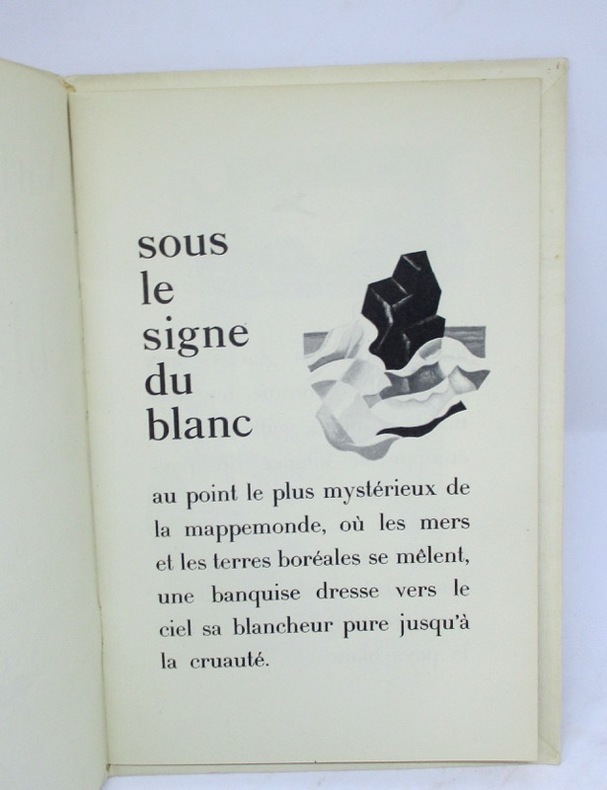 sous
le
signe
du
blanc
au point le plus mystérieux de
la mappemonde, où les mers
et les terres boréales se mêlent,
une banquise dresse vers le
ciel sa blancheur pure jusqu'à
la cruauté.